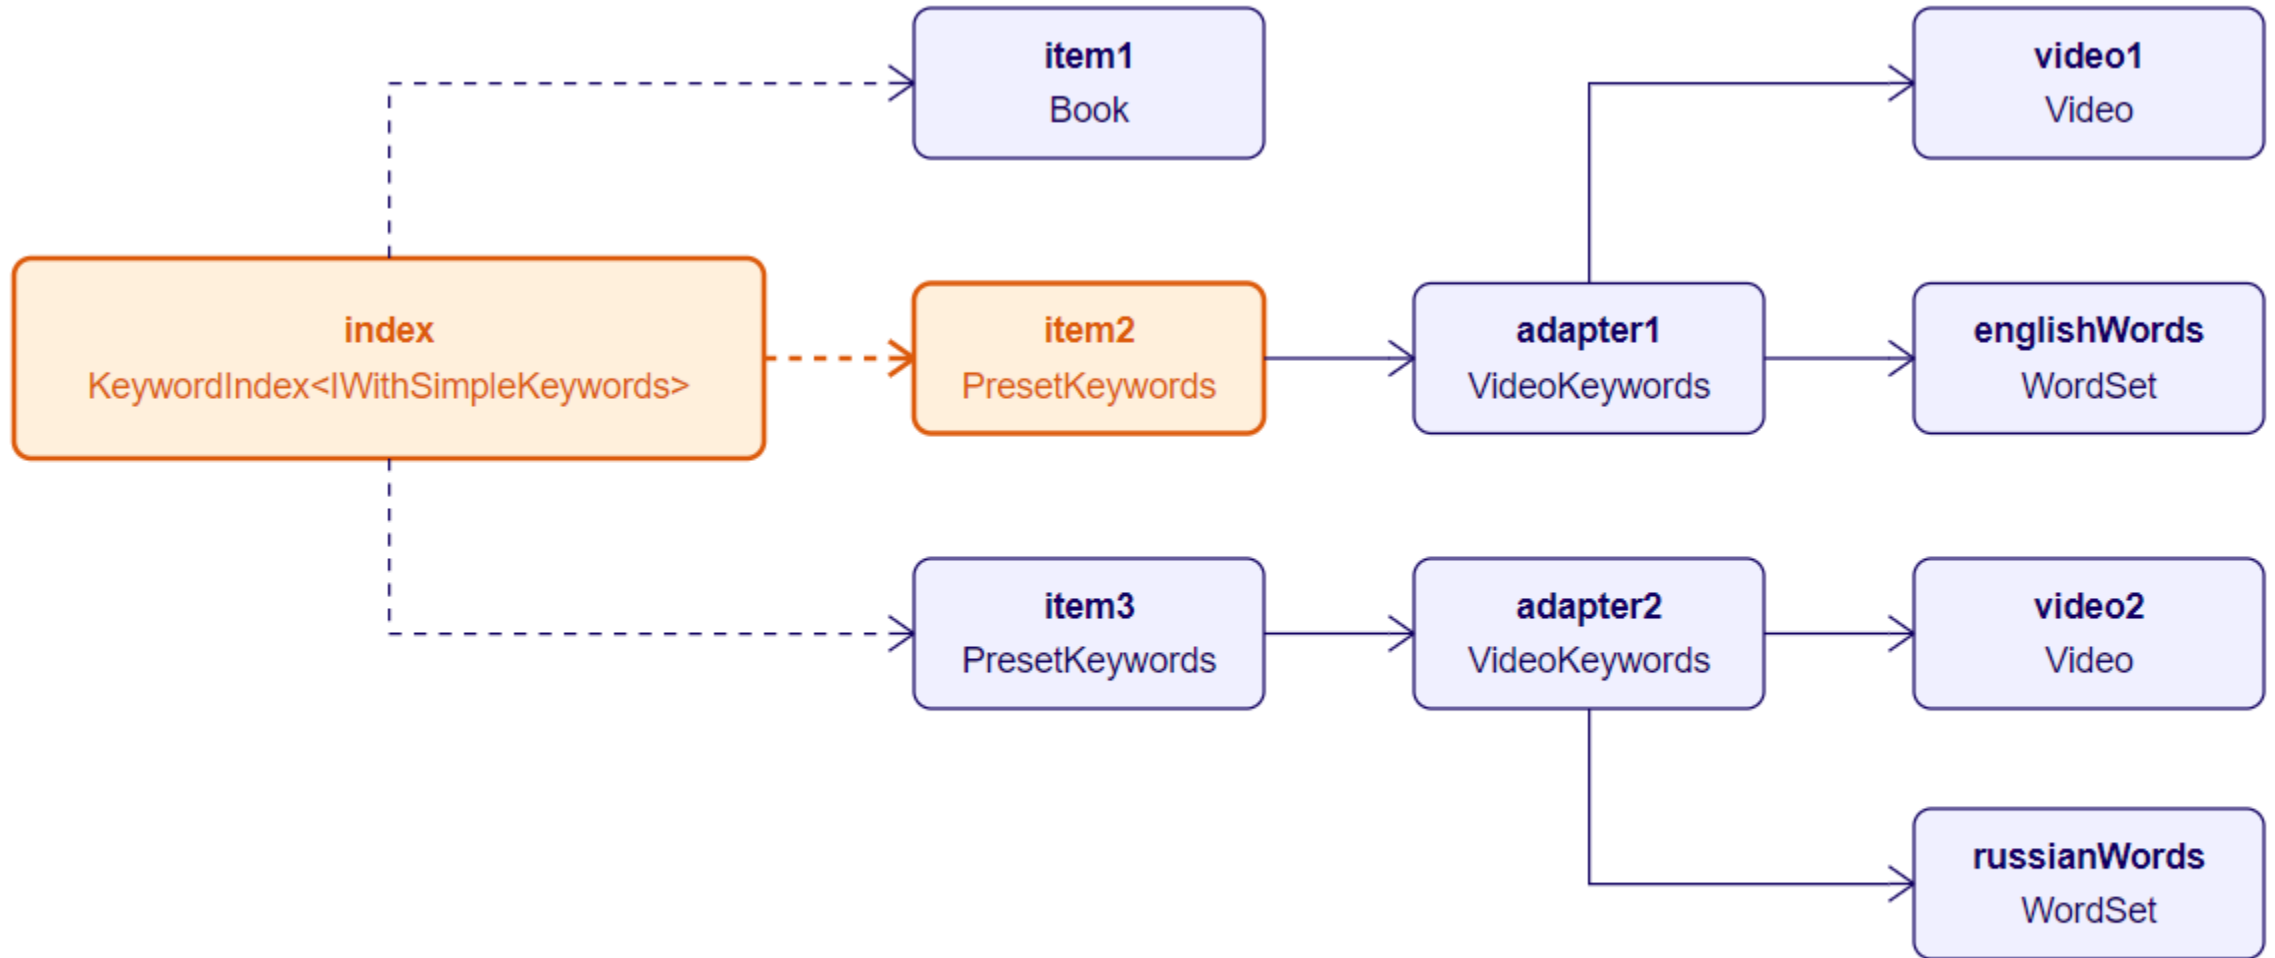 item1
Book
video1
Video
index
KeywordIndex<IWithSimpleKeywords>
item2
PresetKeywords
adapter1
VideoKeywords
englishWords
WordSet
item3
PresetKeywords
adapter2
VideoKeywords
video2
Video
russianWords
WordSet